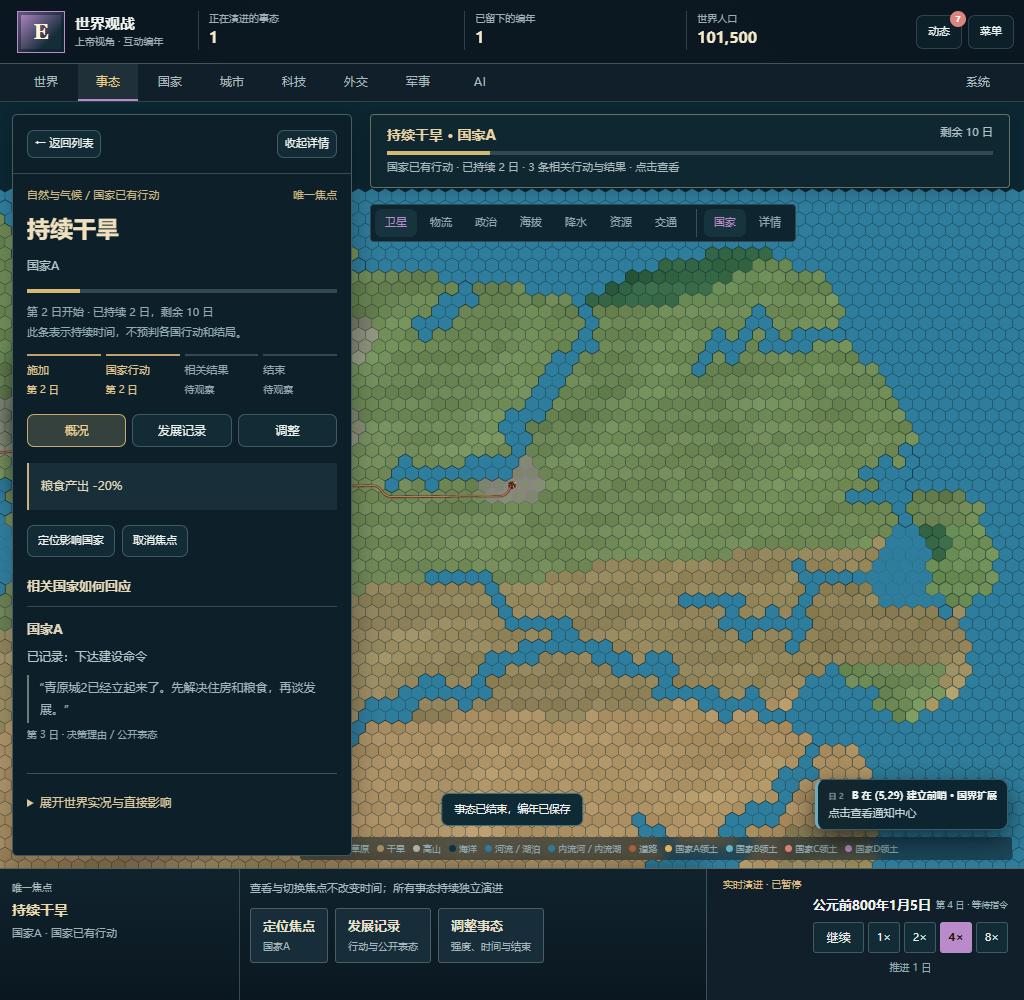 E
世界观战
上帝视角 · 互动编年
正在演进的事态
1
已留下的编年
1
世界人口
101,500
动态
7
菜单
世界
事态
国家
城市
科技
外交
军事
AI
系统
← 返回列表
收起详情
自然与气候 / 国家已有行动
唯一焦点
持续干旱
国家A
第 2 日开始 · 已持续 2 日，剩余 10 日
此条表示持续时间，不预判各国行动和结局。
施加
第 2 日
国家行动
第 2 日
相关结果
待观察
结束
待观察
概况
发展记录
调整
粮食产出 -20%
定位影响国家
取消焦点
相关国家如何回应
国家A
已记录：下达建设命令
“青原城2已经立起来了。先解决住房和粮食，再谈发
展。”
第 3 日 · 决策理由 / 公开表态
▶ 展开世界实况与直接影响
持续干旱 • 国家A
剩余 10 日
国家已有行动 · 已持续 2 日 · 3 条相关行动与结果 · 点击查看
卫星
物流
政治
海拔
降水
资源
交通
国家
详情
事态已结束，编年已保存
日 2
B 在 (5,29) 建立前哨 • 国界扩展
点击查看通知中心
草原
干旱
高山
海洋
河流 / 湖泊
内流河 / 内流湖
道路
国家A领土
国家B领土
国家C领土
国家D领土
唯一焦点
持续干旱
国家A · 国家已有行动
查看与切换焦点不改变时间；所有事态持续独立演进
定位焦点
国家A
发展记录
行动与公开表态
调整事态
强度、时间与结束
实时演进 · 已暂停
公元前800年1月5日 第 4 日 · 等待指令
继续
1×
2×
4×
8×
推进 1 日